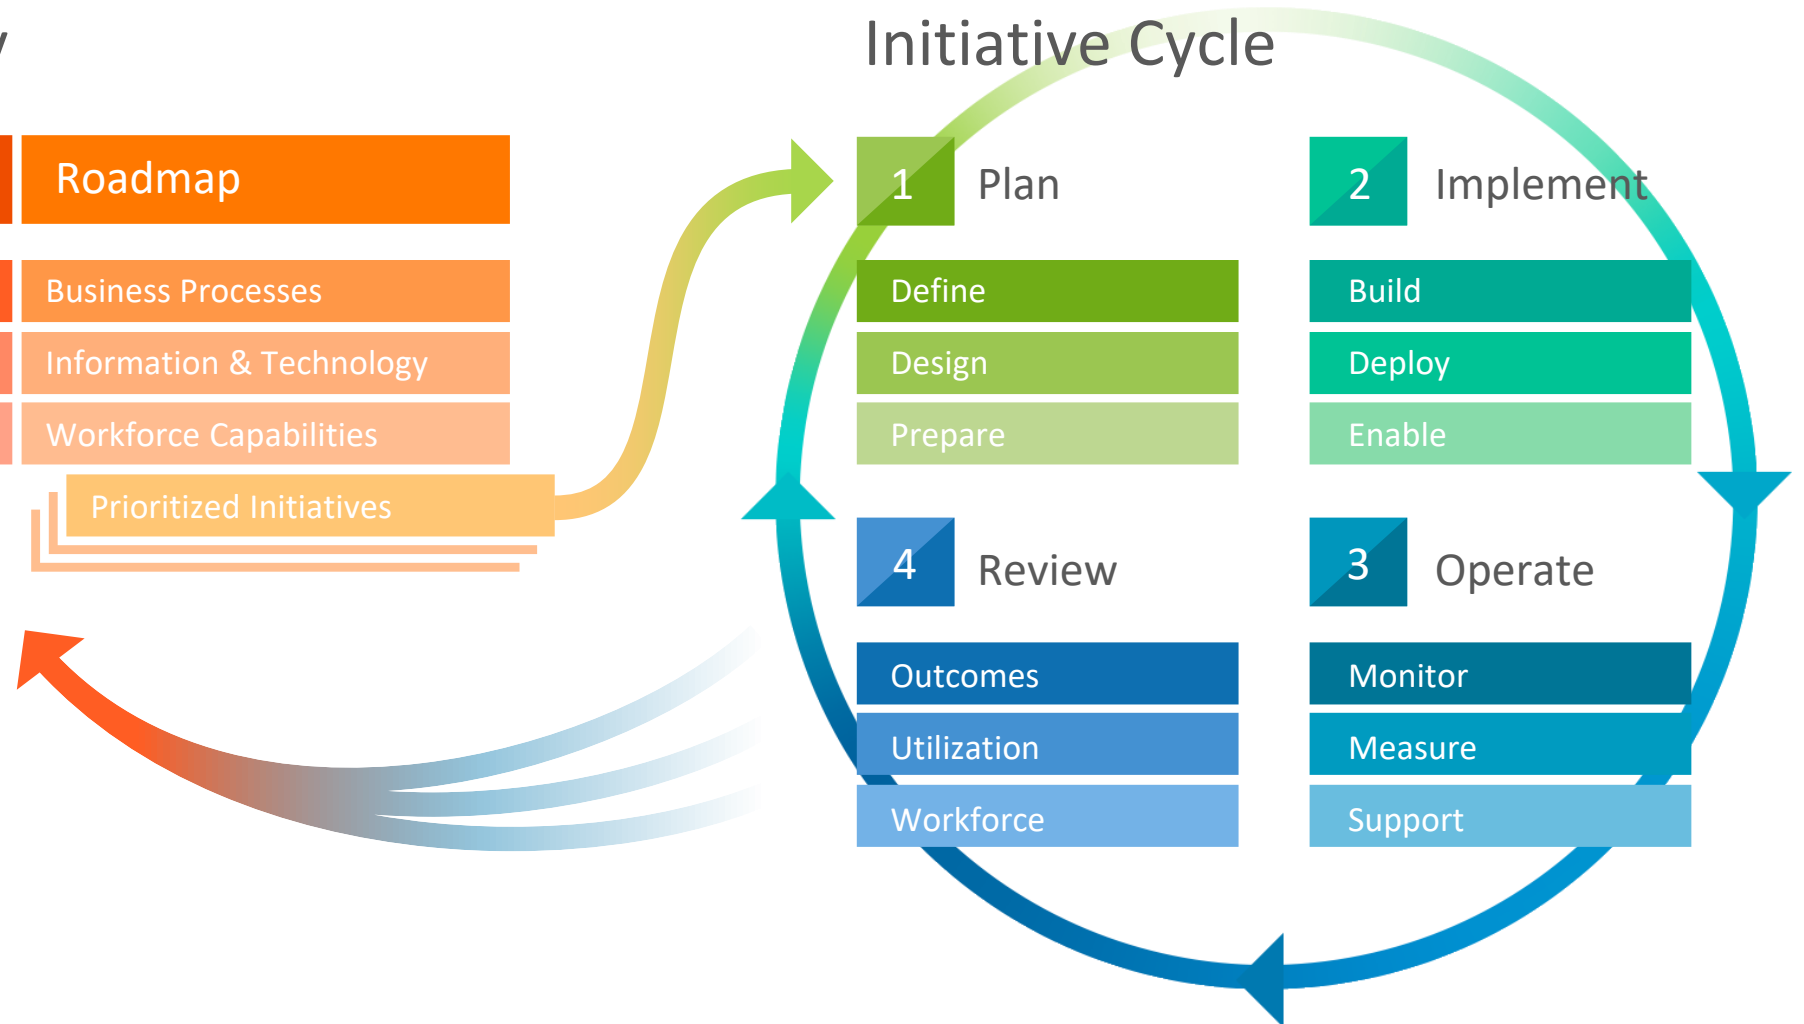 y
Initiative Cycle
Roadmap
Business Processes
Information & Technology
Workforce Capabilities
Prioritized Initiatives
1 Plan
Define
Design
Prepare
2 Implement
Build
Deploy
Enable
4 Review
Outcomes
Utilization
Workforce
3 Operate
Monitor
Measure
Support